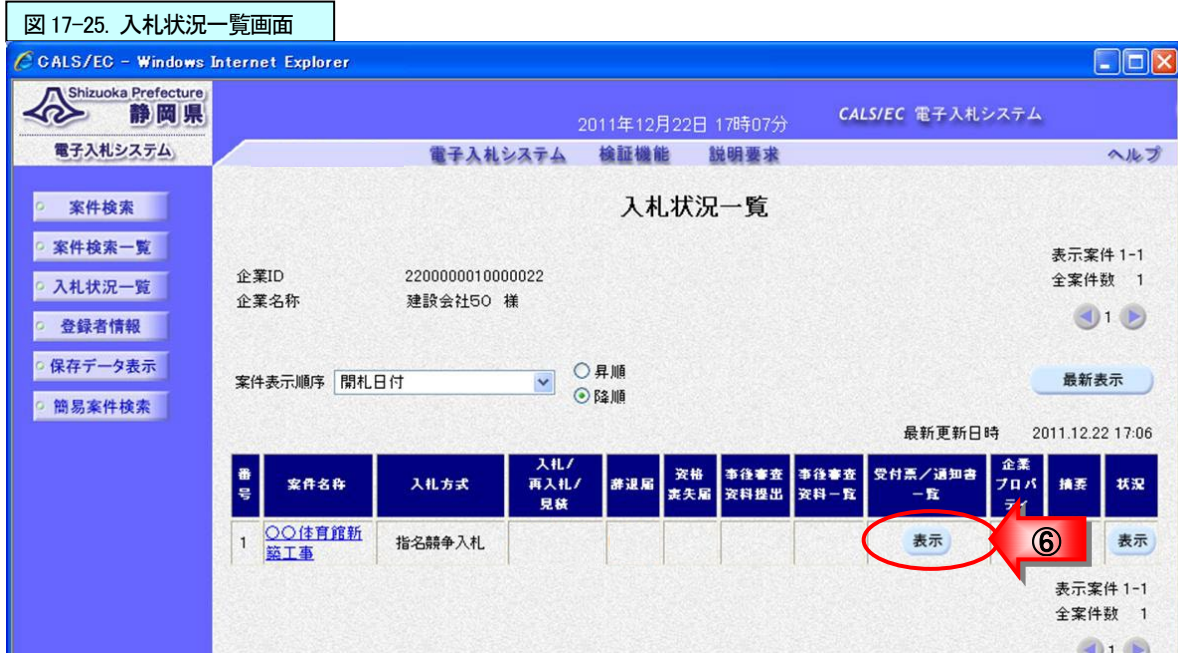 図 17-25. 入札状況一覧画面
CALS/EC - Windows Internet Explorer
Shizuoka Prefecture
静岡県
電子入札システム
2011年12月22日 17時07分
CALS/EC 電子入札システム
電子入札システム 検証機能 説明要求 ヘルプ
案件検索
案件検索一覧
入札状況一覧
登録者情報
保存データ表示
簡易案件検索
入札状況一覧
表示案件 1-1
全案件数 1
1
企業ID 2200000010000022
企業名称 建設会社50 様
案件表示順序 開札日付
昇順
降順
最新表示
最新更新日時 2011.12.22 17:06
番号 案件名称 入札方式 入札/再入札/見積 辞退届 資格喪失届 事後審査資料提出 事後審査資料一覧 受付票/通知書一覧 企業プロパティ 摘要 状況
1 〇〇体育館新築工事 指名競争入札 表示 ⑥ 表示
表示案件 1-1
全案件数 1
1